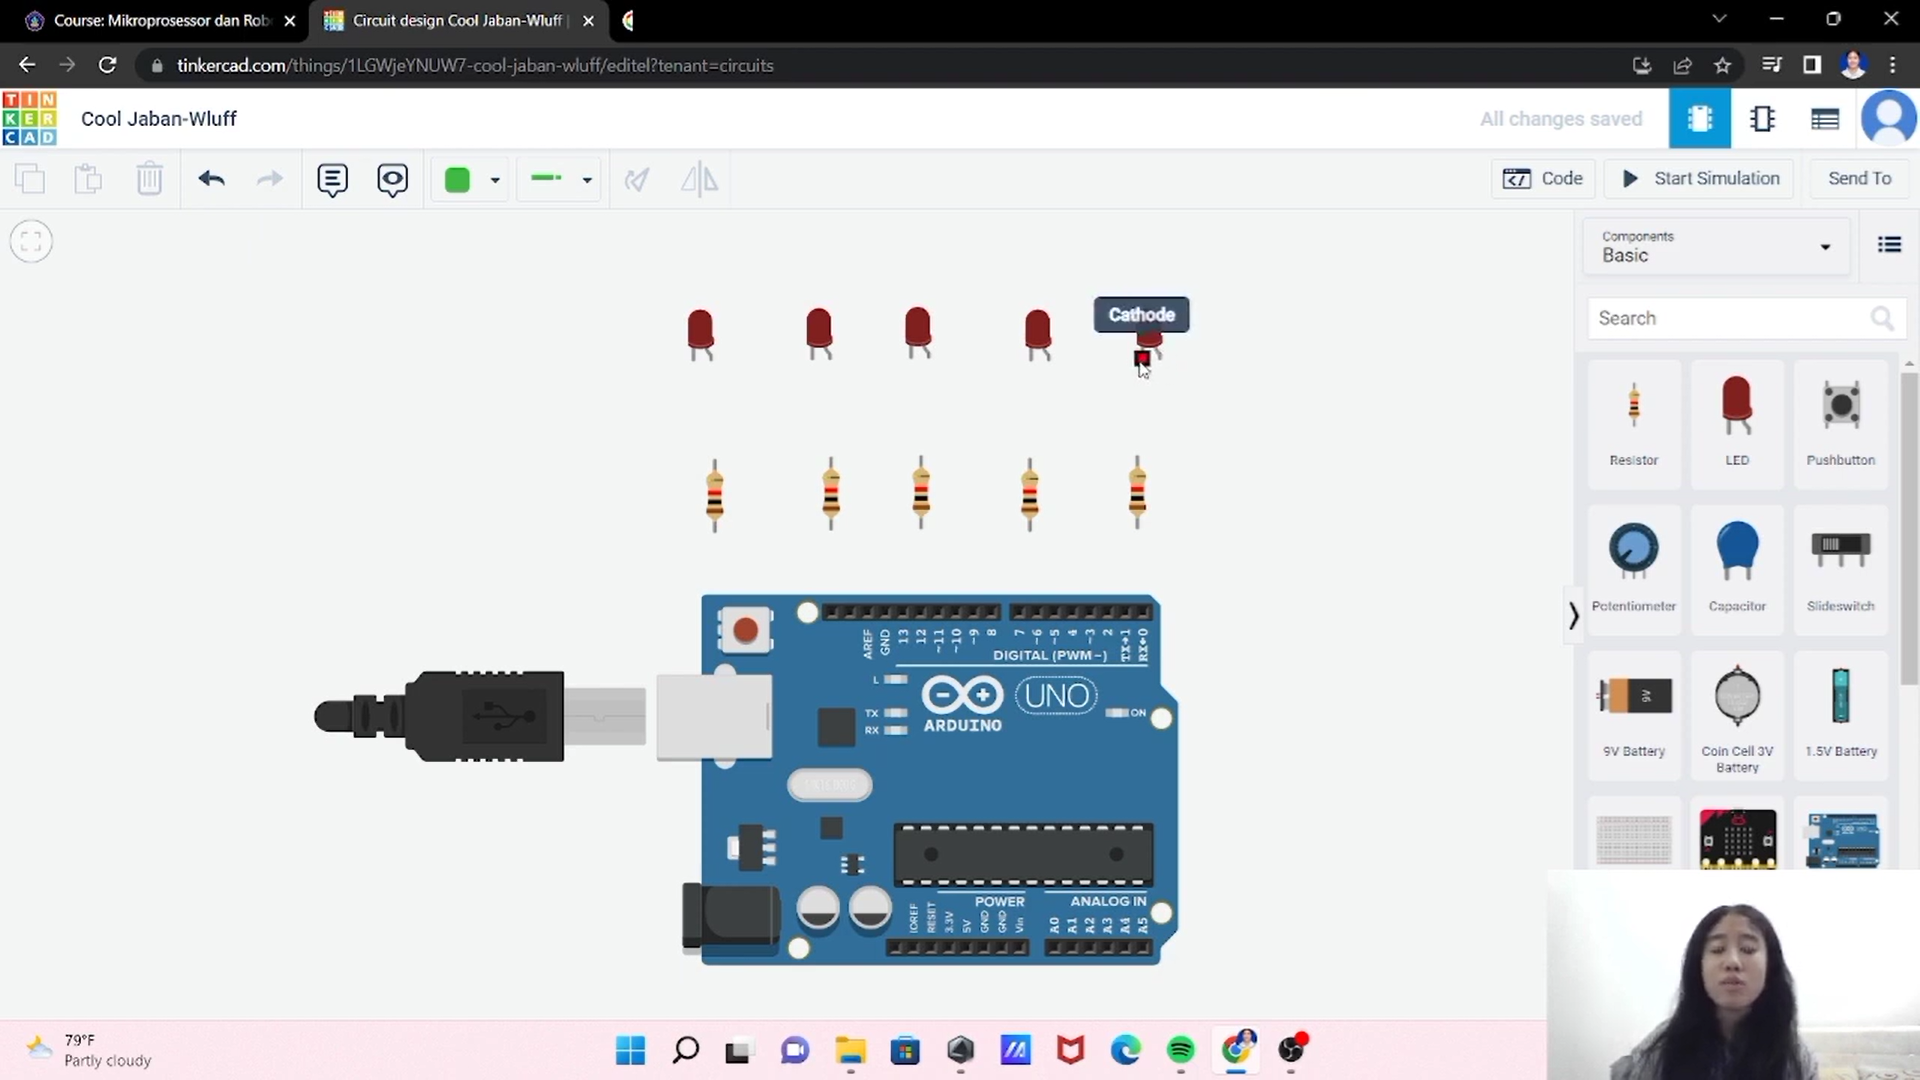 Course: Mikroprosessor dan Rob
Circuit design Cool Jaban-Wluff |
tinkercad.com/things/1LGWjeYNUW7-cool-jaban-wluff/editel?tenant=circuits
TIN
KER
CAD
Cool Jaban-Wluff
All changes saved
Code
Start Simulation
Send To
Components
Basic
Search
Cathode
Resistor
LED
Pushbutton
Potentiometer
Capacitor
Slideswitch
9V
9V Battery
Coin Cell 3V
Battery
1.5V Battery
AREF
GND
13
12
~11
~10
~9
8
7
~6
~5
4
~3
2
TX→1
RX←0
DIGITAL (PWM~)
L
TX
RX
ARDUINO
UNO
ON
POWER
ANALOG IN
IOREF
RESET
3.3V
5V
GND
GND
Vin
A0
A1
A2
A3
A4
A5
79°F
Partly cloudy